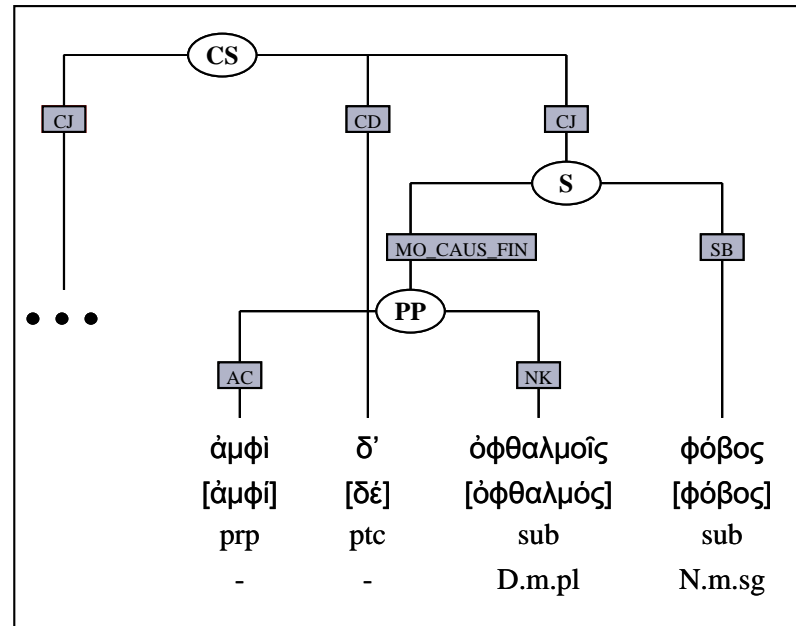 CS
CJ CD CJ
S
MO_CAUS_FIN SB
PP
AC NK
ἀμφὶ δ’ ὀφθαλμοῖς φόβος
[ἀμφί] [δέ] [ὀφθαλμός] [φόβος]
prp ptc sub sub
- - D.m.pl N.m.sg